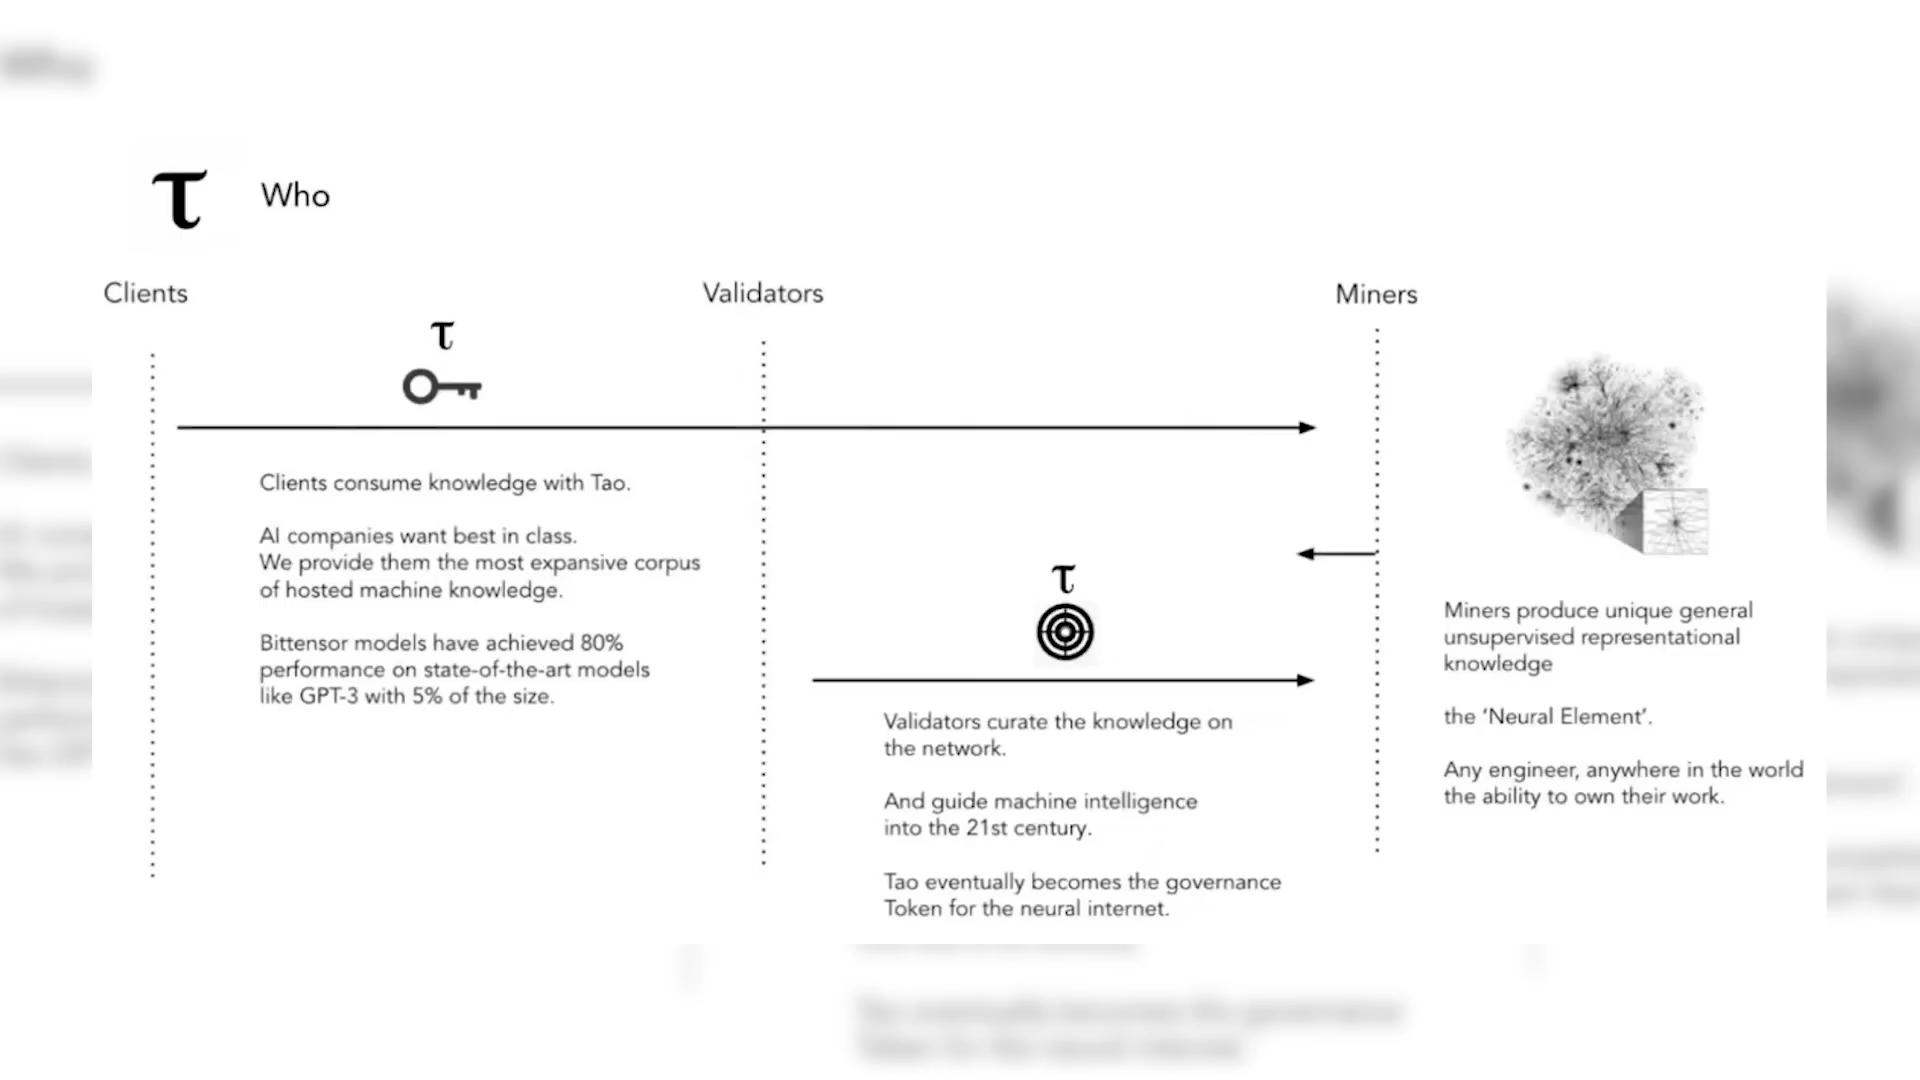 τ
Who
Clients
Validators
Miners
τ
Clients consume knowledge with Tao.
AI companies want best in class.
We provide them the most expansive corpus
of hosted machine knowledge.
Bittensor models have achieved 80%
performance on state-of-the-art models
like GPT-3 with 5% of the size.
τ
Validators curate the knowledge on
the network.
And guide machine intelligence
into the 21st century.
Tao eventually becomes the governance
Token for the neural internet.
Miners produce unique general
unsupervised representational
knowledge
the ‘Neural Element’.
Any engineer, anywhere in the world
the ability to own their work.